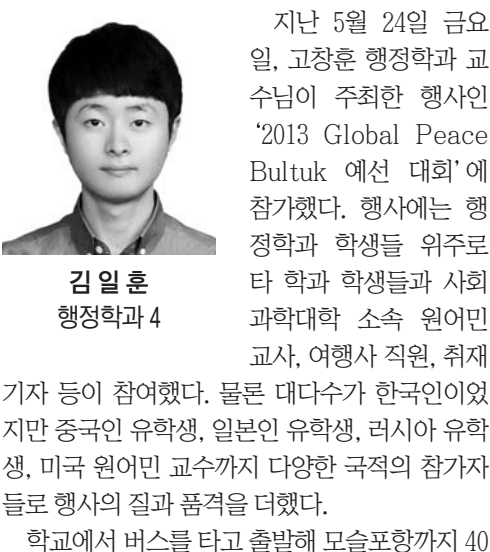 지난 5월 24일 금요
일, 고창훈 행정학과 교
수님이 주최한 행사인
‘2013 Global Peace
Bultuk 예선 대회’에
참가했다. 행사에는 행
정학과 학생들 위주로
타 학과 학생들과 사회
과학대학 소속 원어민
교사, 여행사 직원, 취재
김일훈
행정학과 4
기자 등이 참여했다. 물론 대다수가 한국인이었
지만 중국인 유학생, 일본인 유학생, 러시아 유학
생, 미국 원어민 교수까지 다양한 국적의 참가자
들로 행사의 질과 품격을 더했다.
학교에서 버스를 타고 출발해 모슬포항까지 40